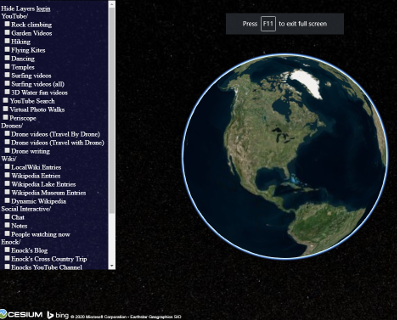 Hide Layers login
YouTube/
Rock climbing
Garden Videos
Hiking
Flying Kites
Dancing
Temples
Surfing videos
Surfing videos (all)
3D Water fun videos
YouTube Search
Virtual Photo Walks
Periscope
Drones/
Drone videos (Travel By Drone)
Drone videos (Travel with Drone)
Drone writing
Wiki/
LocalWiki Entries
Wikipedia Entries
Wikipedia Lake Entries
Wikipedia Museum Entries
Dynamic Wikipedia
Social Interactive/
Chat
Notes
People watching now
Enock/
Enock's Blog
Enock's Cross Country Trip
Enocks YouTube Channel
Press F11 to exit full screen
CESIUM bing © 2020 Microsoft Corporation - Earthstar Geographics SIO